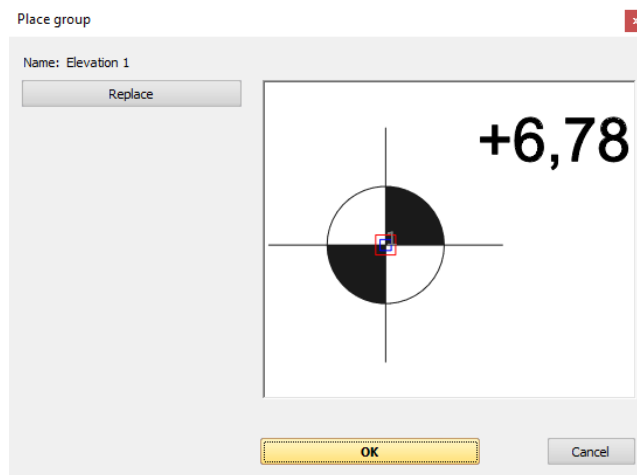 Place group
Name: Elevation 1
Replace
+6,78
OK
Cancel